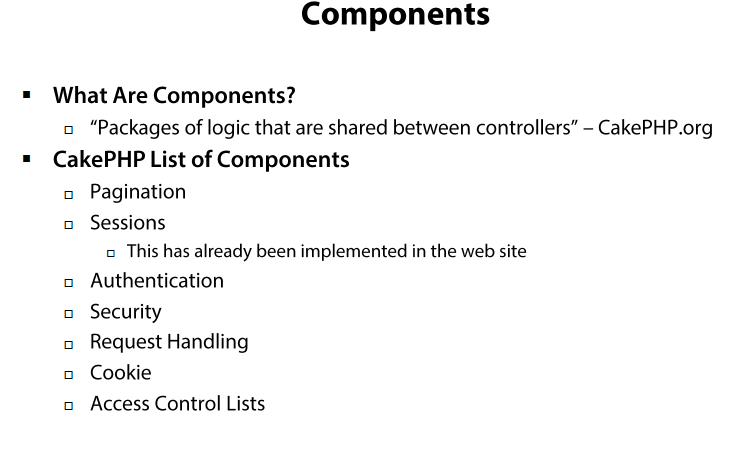 Components
What Are Components?
“Packages of logic that are shared between controllers” – CakePHP.org
CakePHP List of Components
Pagination
Sessions
This has already been implemented in the web site
Authentication
Security
Request Handling
Cookie
Access Control Lists